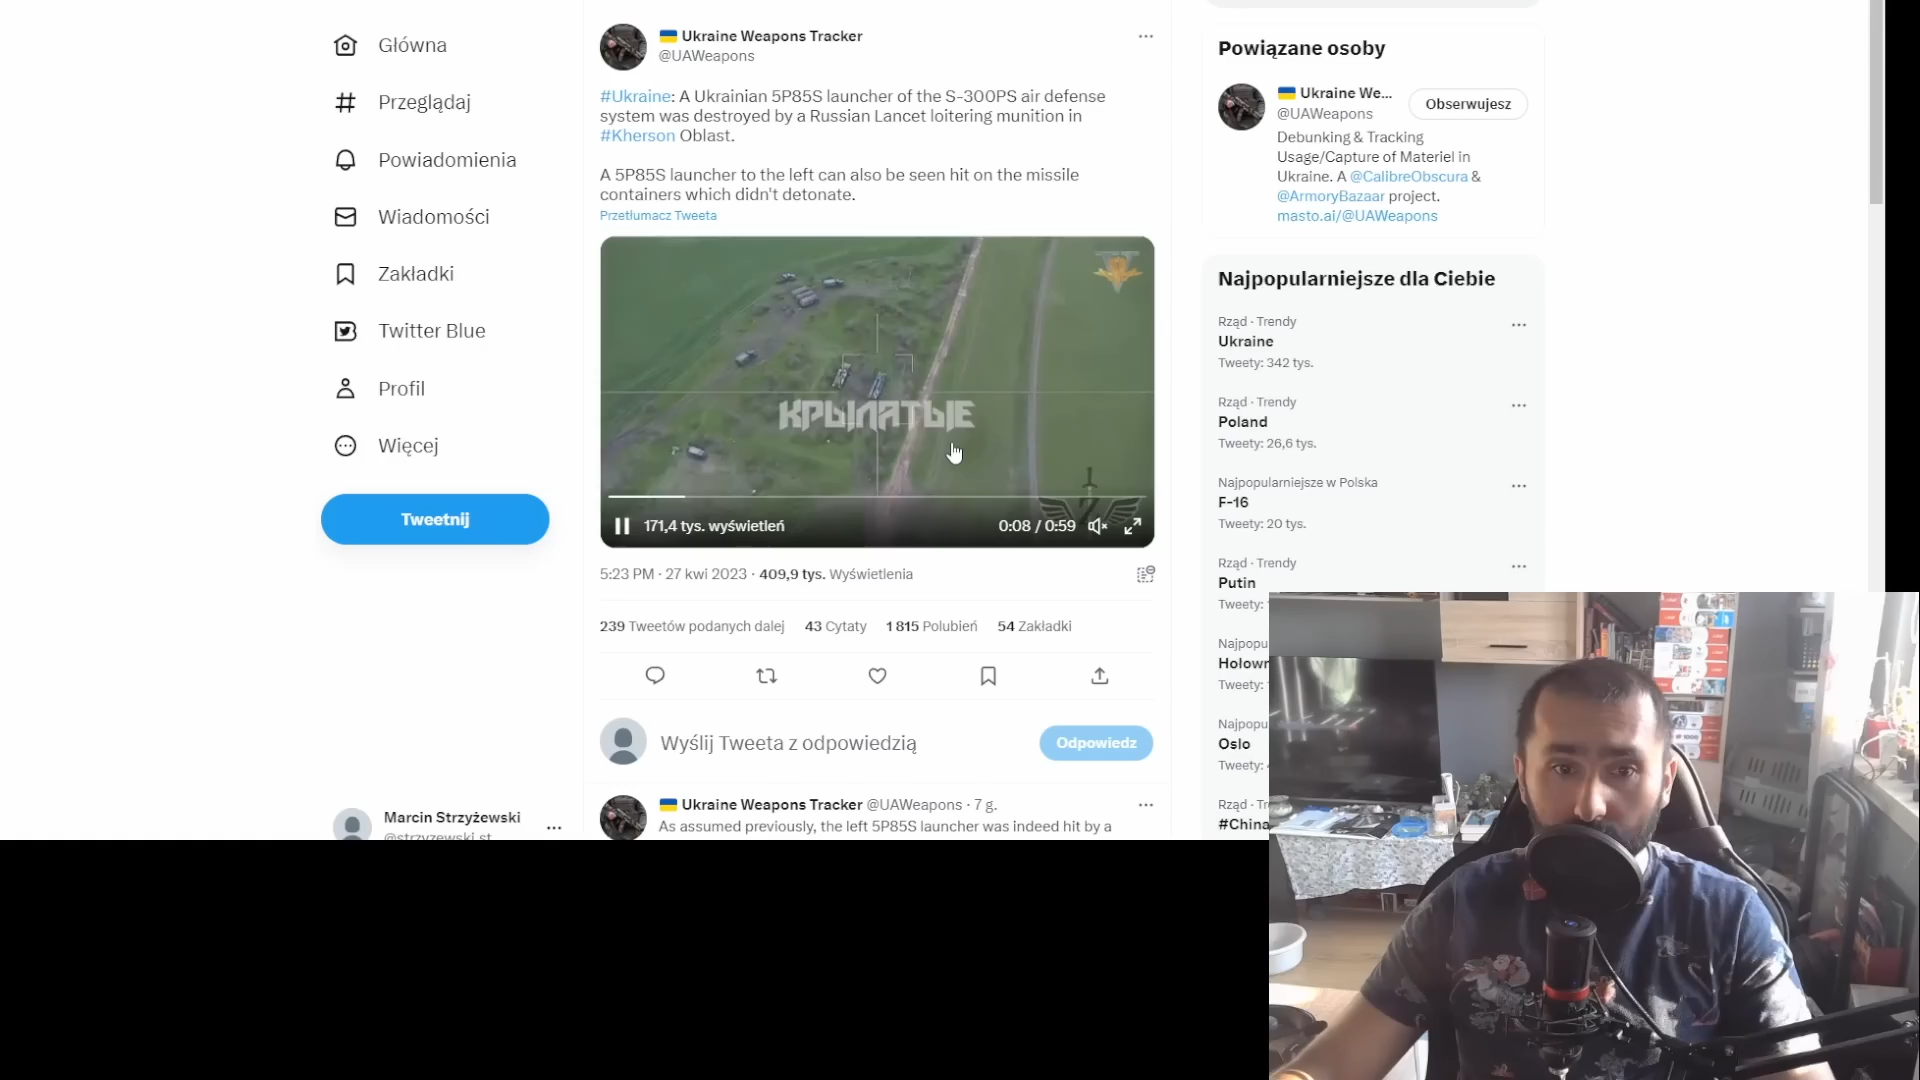 Główna
Przeglądaj
Powiadomienia
Wiadomości
Zakładki
Twitter Blue
Profil
Więcej
Tweetnij
Marcin Strzyżewski
@strzyzewski_st
Ukraine Weapons Tracker
@UAWeapons
#Ukraine: A Ukrainian 5P85S launcher of the S-300PS air defense
system was destroyed by a Russian Lancet loitering munition in
#Kherson Oblast.
A 5P85S launcher to the left can also be seen hit on the missile
containers which didn't detonate.
Przetłumacz Tweeta
КРЫЛАТЫЕ
171,4 tys. wyświetleń
0:08 / 0:59
5:23 PM · 27 kwi 2023 · 409,9 tys. Wyświetlenia
239 Tweetów podanych dalej 43 Cytaty 1 815 Polubień 54 Zakładki
Wyślij Tweeta z odpowiedzią
Odpowiedz
Ukraine Weapons Tracker @UAWeapons · 7 g.
As assumed previously, the left 5P85S launcher was indeed hit by a
Powiązane osoby
Ukraine We...
Obserwujesz
@UAWeapons
Debunking & Tracking
Usage/Capture of Materiel in
Ukraine. A @CalibreObscura &
@ArmoryBazaar project.
masto.ai/@UAWeapons
Najpopularniejsze dla Ciebie
Rząd · Trendy
Ukraine
Tweety: 342 tys.
Rząd · Trendy
Poland
Tweety: 26,6 tys.
Najpopularniejsze w Polska
F-16
Tweety: 20 tys.
Rząd · Trendy
Putin
Tweety:
Najpopu
Holown
Tweety:
Najpopu
Oslo
Tweety:
Rząd · Tr
#China